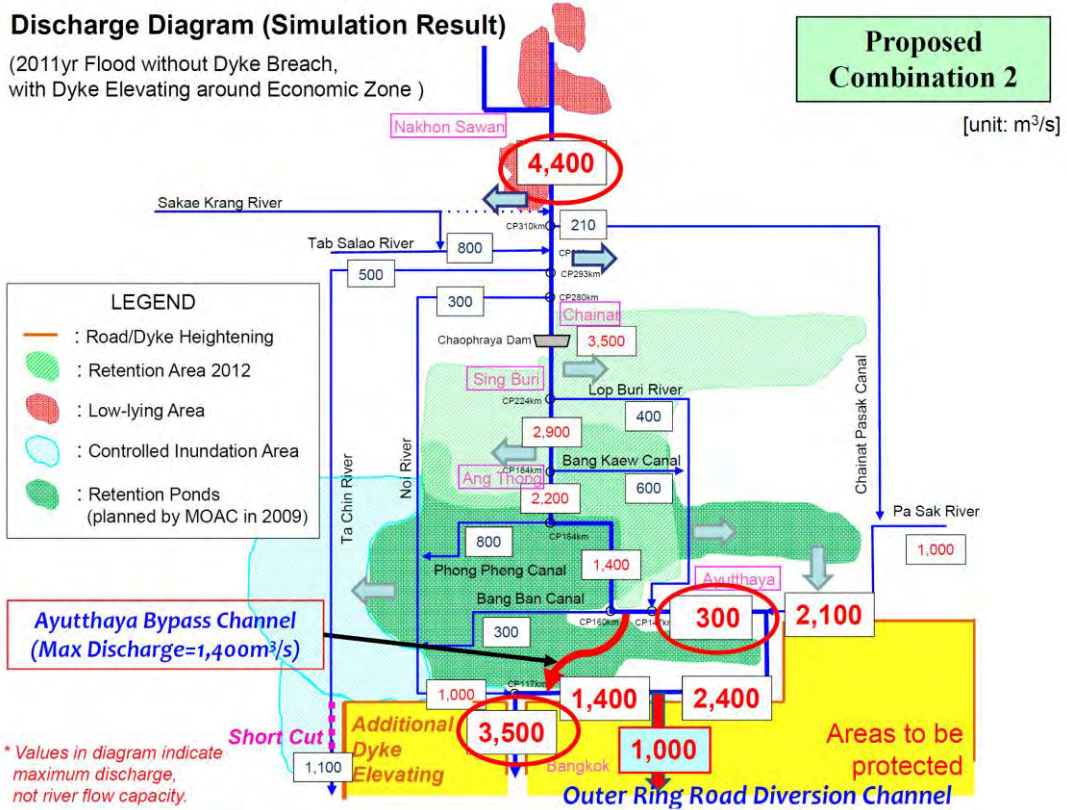 Discharge Diagram (Simulation Result)
(2011yr Flood without Dyke Breach,
with Dyke Elevating around Economic Zone )
Proposed
Combination 2
[unit: m³/s]
Nakhon Sawan
4,400
Sakae Krang River
CP310km
210
Tab Salao River
800
500
CP293km
300
CP280km
LEGEND
: Road/Dyke Heightening
: Retention Area 2012
: Low-lying Area
: Controlled Inundation Area
: Retention Ponds
(planned by MOAC in 2009)
Chainat
Chaophraya Dam
3,500
Sing Buri
Lop Buri River
CP224km
400
2,900
Bang Kaew Canal
CP184km
Ang Thong
600
2,200
Ta Chin River
Noi River
Chainat Pasak Canal
Pa Sak River
1,000
CP164km
800
Phong Pheng Canal
1,400
Ayutthaya
Bang Ban Canal
300
CP160km
CP147km
300
2,100
Ayutthaya Bypass Channel
(Max Discharge=1,400m³/s)
CP117km
1,000
1,400
2,400
Short Cut
1,100
Additional
Dyke
Elevating
3,500
1,000
Bangkok
Areas to be
protected
Outer Ring Road Diversion Channel
* Values in diagram indicate
maximum discharge,
not river flow capacity.